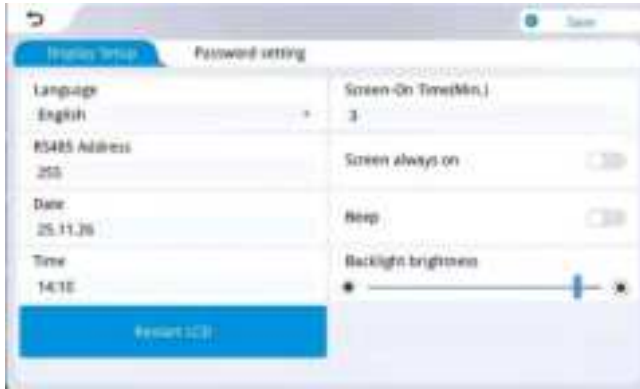 Save
Display Setup
Password setting
Language
English
Screen-On Time(Min.)
3
RS485 Address
255
Screen always on
Date
25.11.26
Beep
Time
14:10
Backlight brightness
Restart LCD